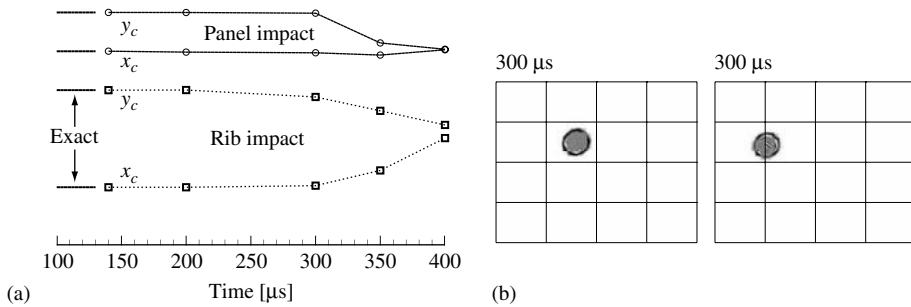 y_c
Panel impact
x_c
y_c
Exact
Rib impact
x_c
100 150 200 250 300 350 400
(a) Time [μs]
300 μs 300 μs
(b)